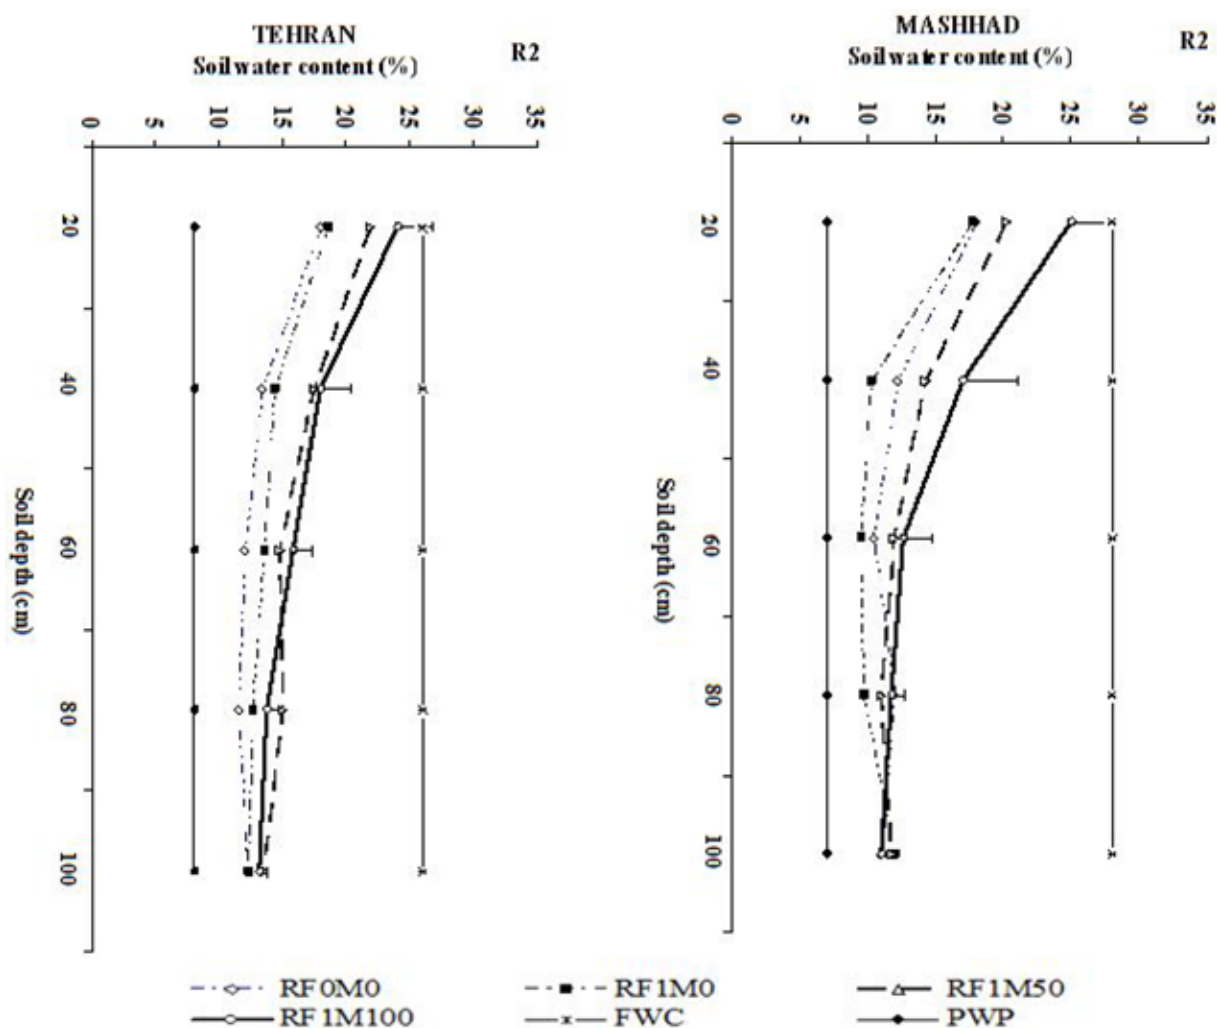 TEHRAN
Soil water content (%)
R2
0 5 10 15 20 25 30 35
20
40
60
80
100
Soil depth (cm)
MASHHAD
Soil water content (%)
R2
0 5 10 15 20 25 30 35
20
40
60
80
100
Soil depth (cm)
RF0M0 RF1M0 RF1M50
RF1M100 FWC PWP